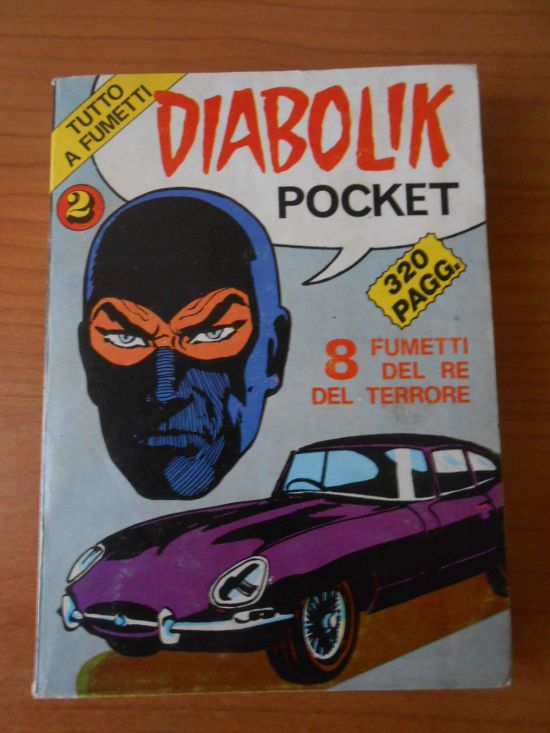 TUTTO
A FUMETTI
DIABOLIK
POCKET
2
320
PAGG.
8 FUMETTI
DEL RE
DEL TERRORE